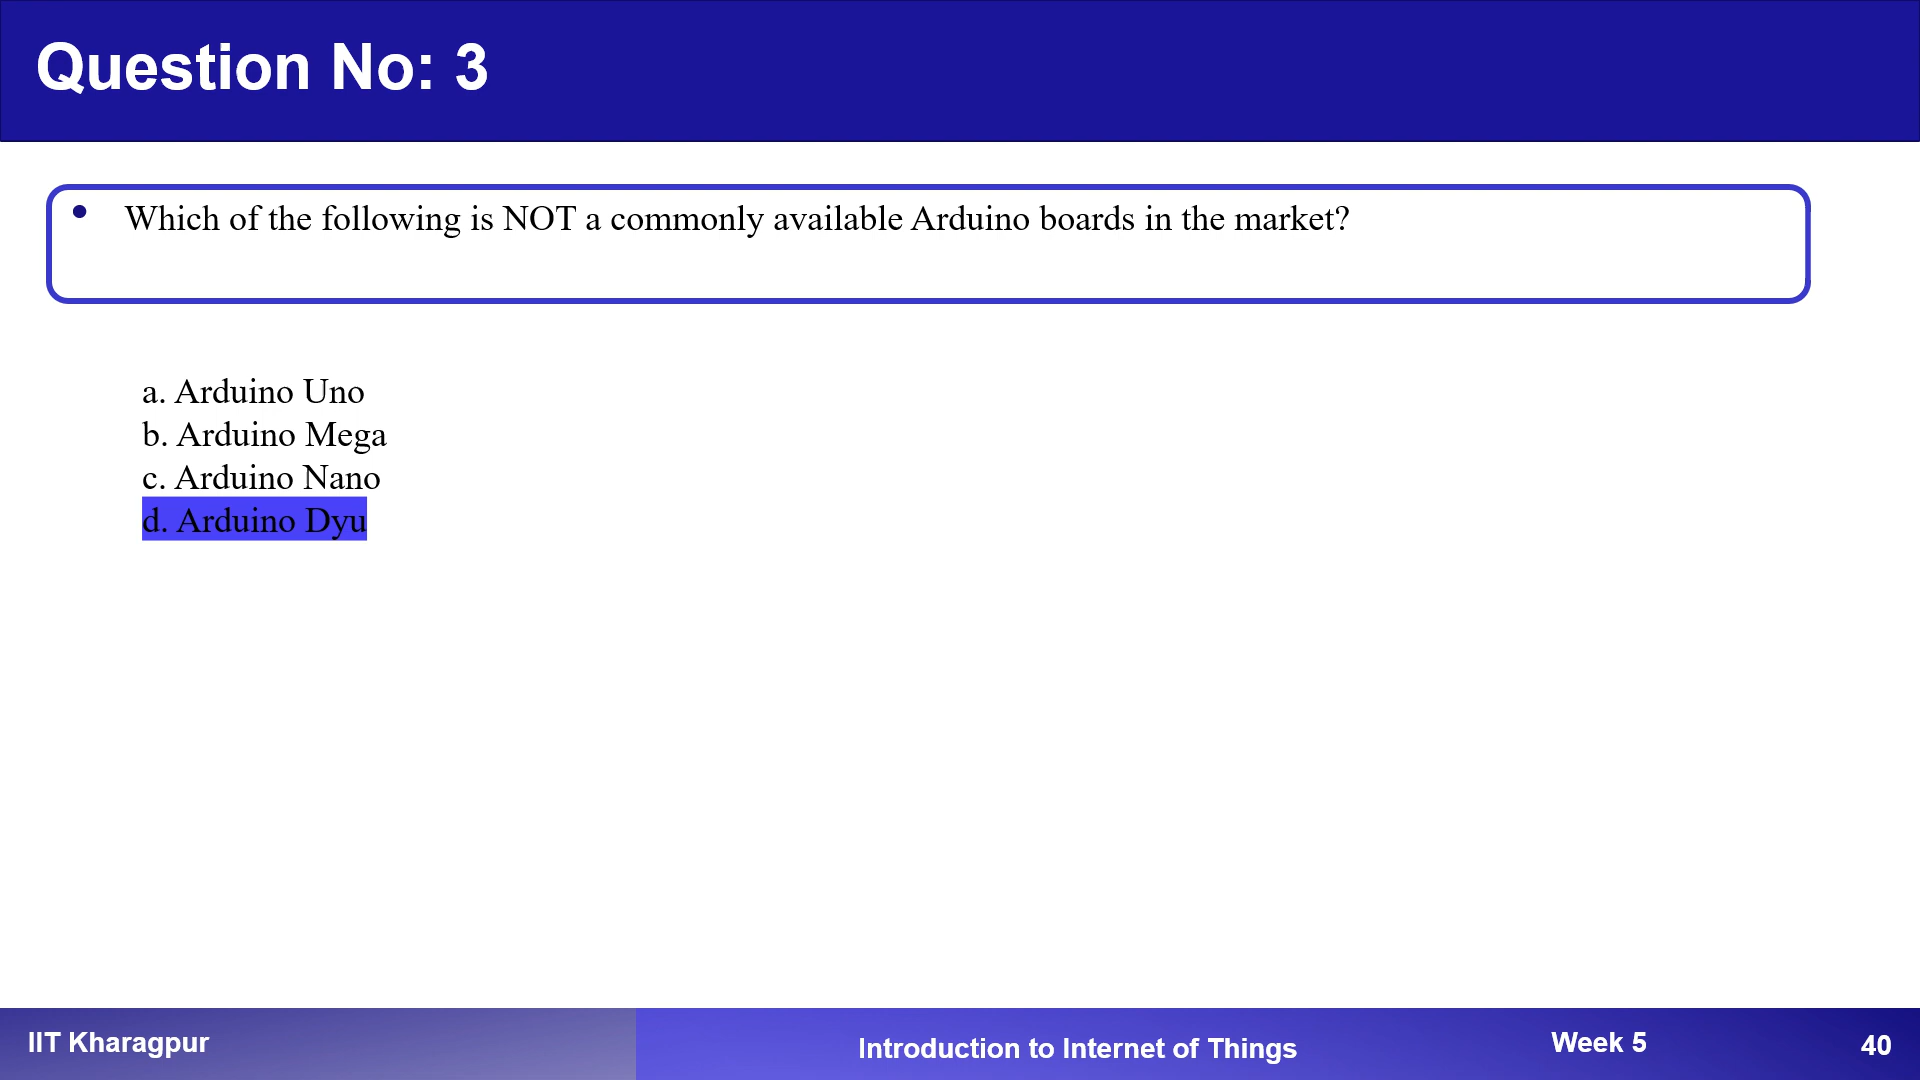 Question No: 3
• Which of the following is NOT a commonly available Arduino boards in the market?
a. Arduino Uno
b. Arduino Mega
c. Arduino Nano
d. Arduino Dyu
IIT Kharagpur
Introduction to Internet of Things
Week 5
40